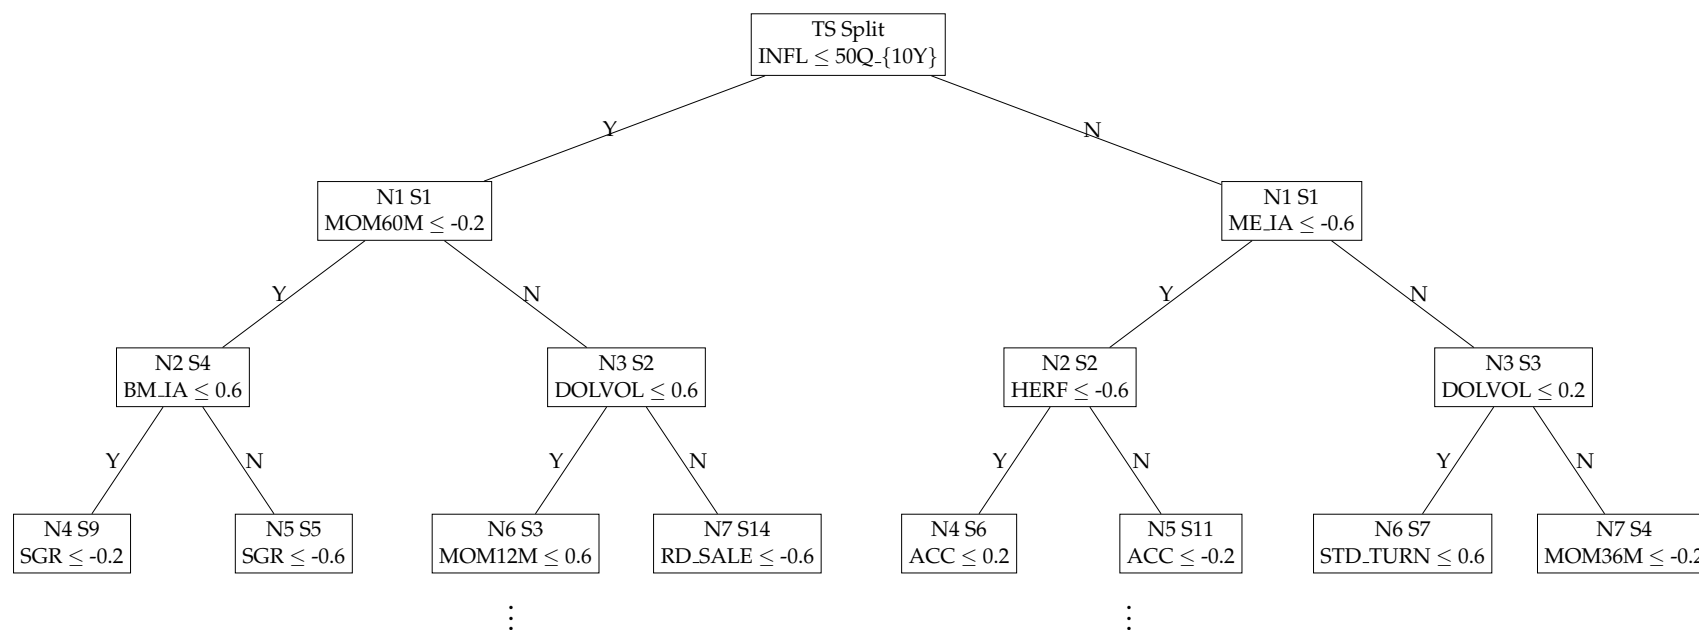 TS Split
INFL ≤ 50Q_{10Y}
Y
N
N1 S1
MOM60M ≤ -0.2
N1 S1
ME_IA ≤ -0.6
Y
N
Y
N
N2 S4
BM_IA ≤ 0.6
N3 S2
DOLVOL ≤ 0.6
N2 S2
HERF ≤ -0.6
N3 S3
DOLVOL ≤ 0.2
Y
N
Y
N
Y
N
Y
N
N4 S9
SGR ≤ -0.2
N5 S5
SGR ≤ -0.6
N6 S3
MOM12M ≤ 0.6
N7 S14
RD_SALE ≤ -0.6
N4 S6
ACC ≤ 0.2
N5 S11
ACC ≤ -0.2
N6 S7
STD_TURN ≤ 0.6
N7 S4
MOM36M ≤ -0.2